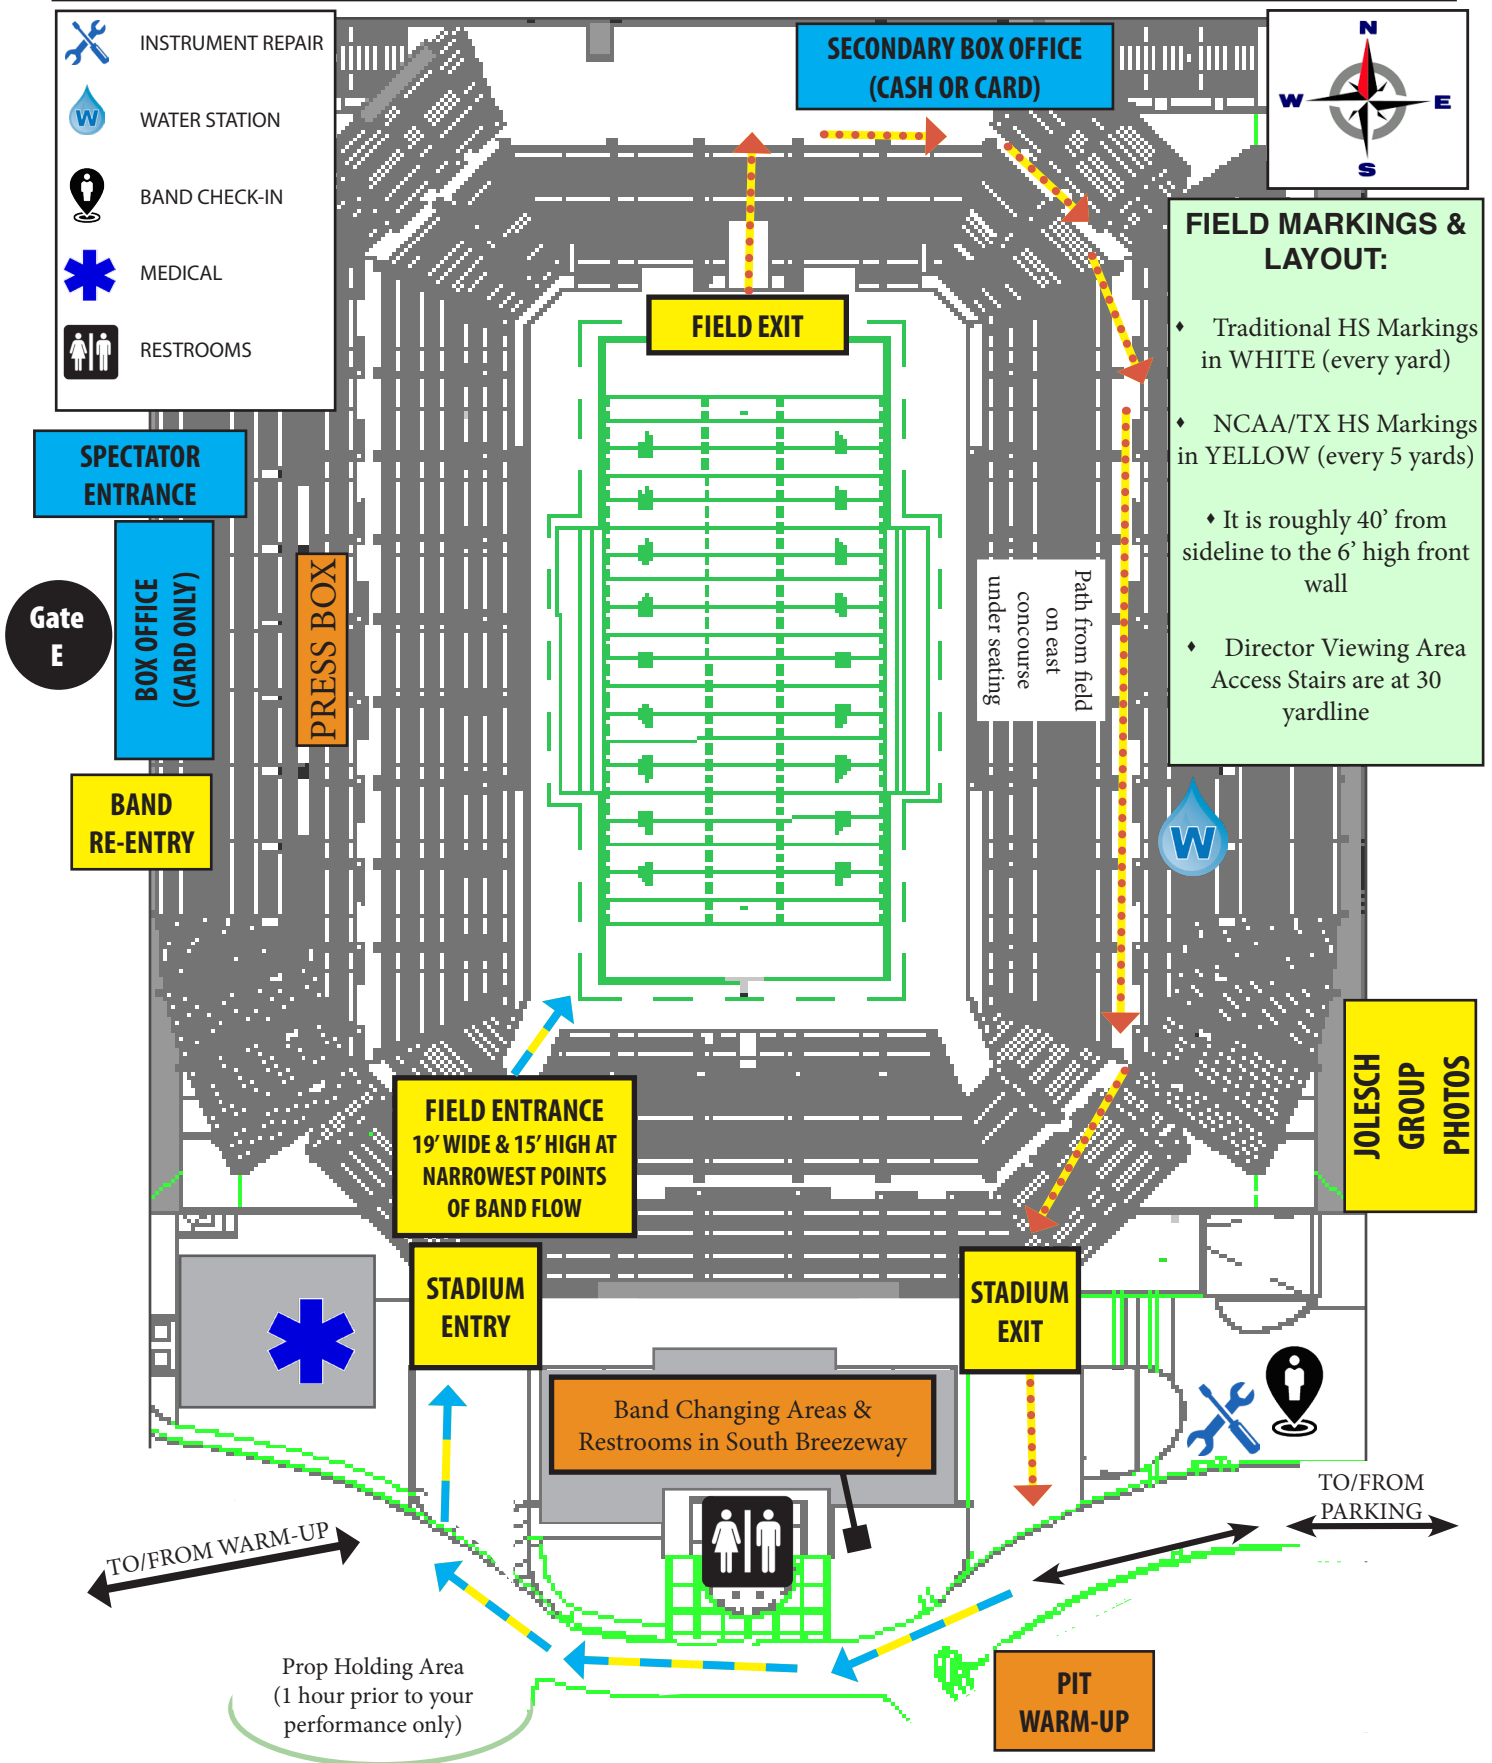 INSTRUMENT REPAIR
W
WATER STATION
BAND CHECK-IN
MEDICAL
RESTROOMS
SECONDARY BOX OFFICE
(CASH OR CARD)
N
W
E
S
FIELD MARKINGS &
LAYOUT:
♦ Traditional HS Markings
in WHITE (every yard)
♦ NCAA/TX HS Markings
in YELLOW (every 5 yards)
♦ It is roughly 40’ from
sideline to the 6’ high front
wall
♦ Director Viewing Area
Access Stairs are at 30
yardline
FIELD EXIT
SPECTATOR
ENTRANCE
Gate
E
BOX OFFICE
(CARD ONLY)
PRESS BOX
Path from field
on east
concourse
under seating
BAND
RE-ENTRY
W
JOLESCH
GROUP
PHOTOS
FIELD ENTRANCE
19’ WIDE & 15’ HIGH AT
NARROWEST POINTS
OF BAND FLOW
STADIUM
ENTRY
STADIUM
EXIT
Band Changing Areas &
Restrooms in South Breezeway
TO/FROM
PARKING
TO/FROM WARM-UP
Prop Holding Area
(1 hour prior to your
performance only)
PIT
WARM-UP